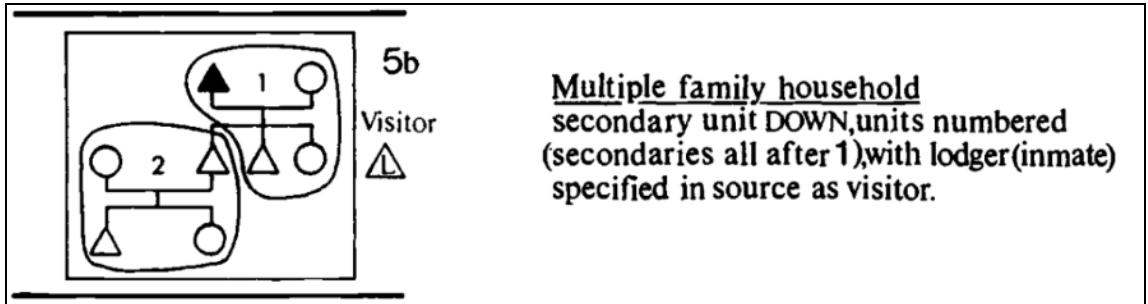 5b
1
Visitor
2
L
Multiple family household
secondary unit DOWN,units numbered
(secondaries all after 1),with lodger(inmate)
specified in source as visitor.